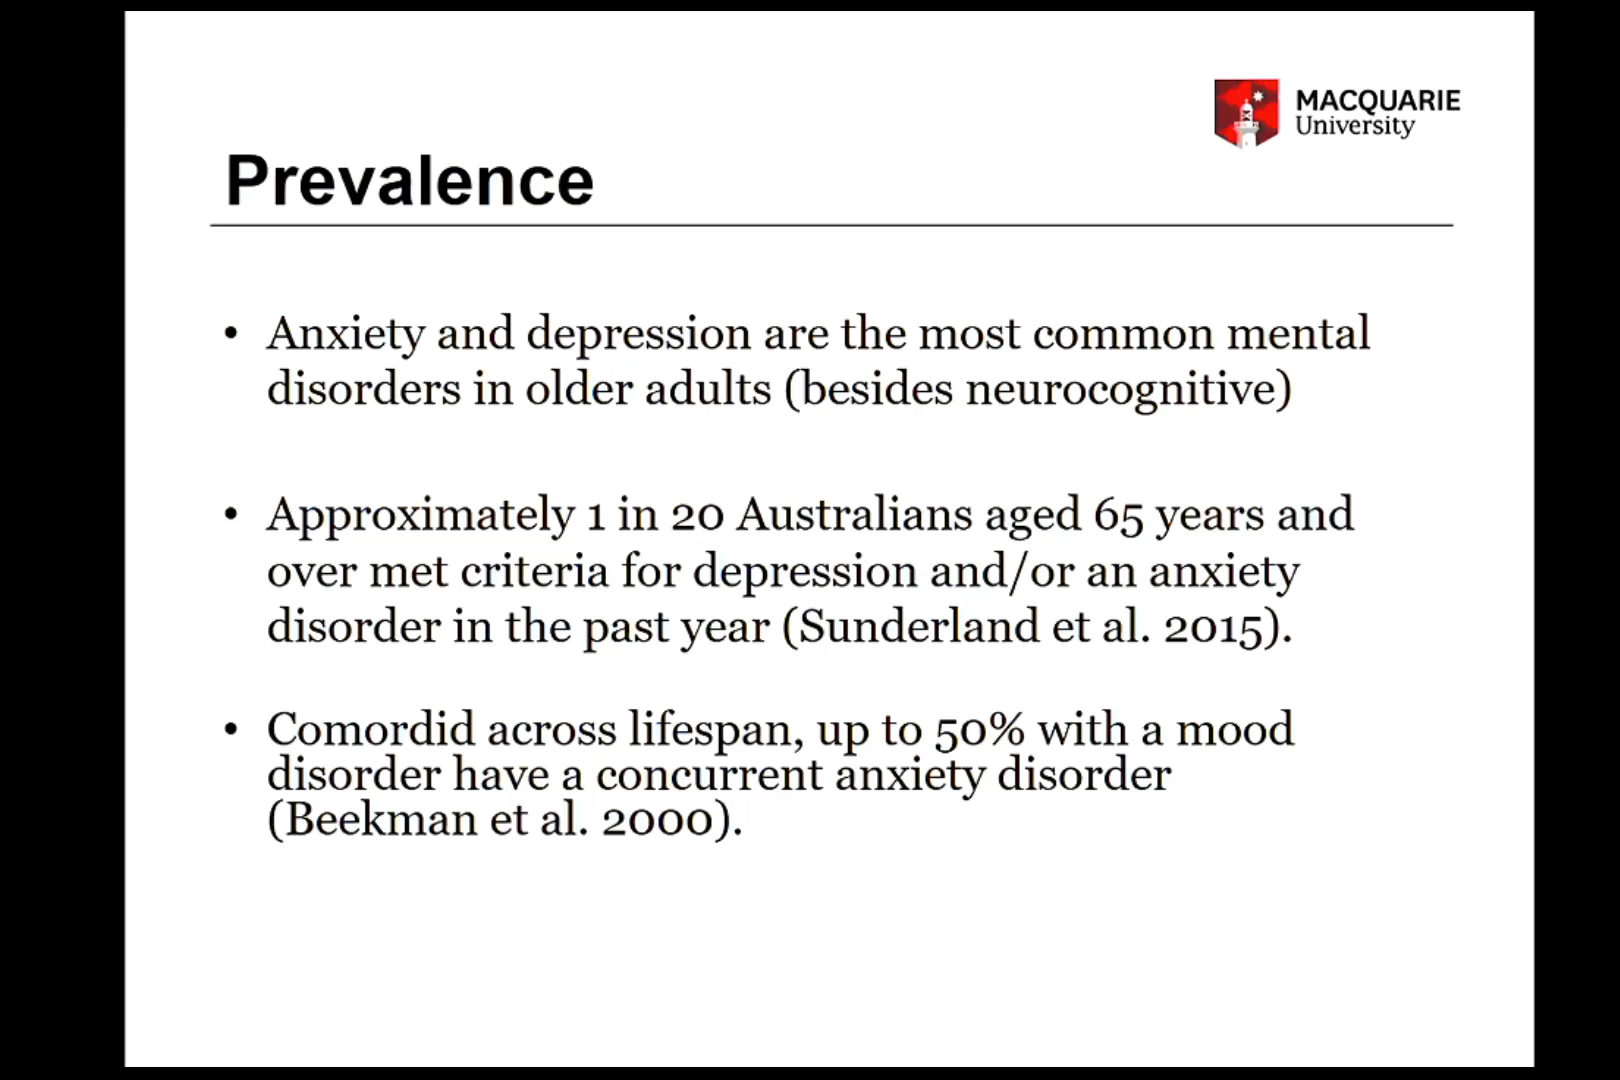 MACQUARIE
University
Prevalence
• Anxiety and depression are the most common mental
disorders in older adults (besides neurocognitive)
• Approximately 1 in 20 Australians aged 65 years and
over met criteria for depression and/or an anxiety
disorder in the past year (Sunderland et al. 2015).
• Comordid across lifespan, up to 50% with a mood
disorder have a concurrent anxiety disorder
(Beekman et al. 2000).